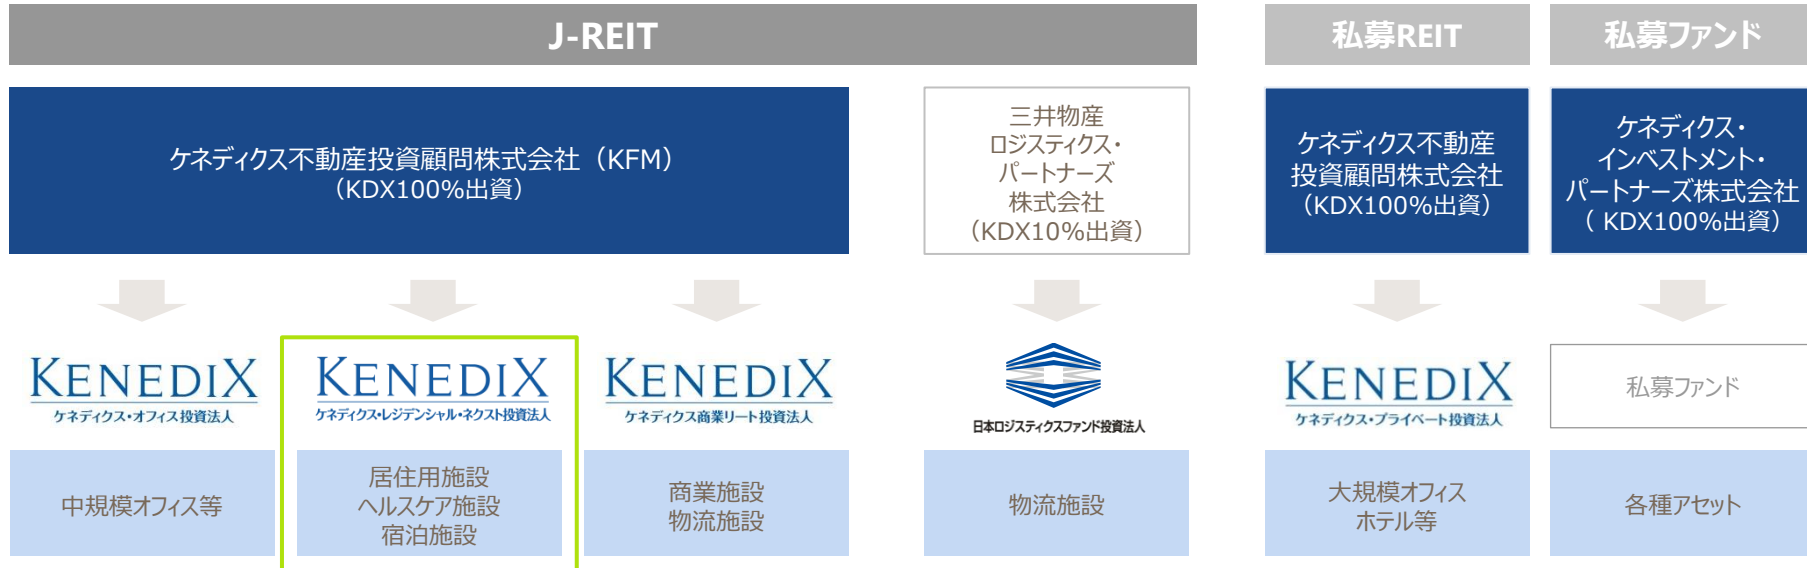 J-REIT
私募REIT
私募ファンド
ケネディクス不動産投資顧問株式会社（KFM）
（KDX100%出資）
三井物産
ロジスティクス・
パートナーズ
株式会社
（KDX10%出資）
ケネディクス不動産
投資顧問株式会社
（KDX100%出資）
ケネディクス・
インベストメント・
パートナーズ株式会社
（ KDX100%出資）
KENEDIX
ケネディクス・オフィス投資法人
KENEDIX
ケネディクス・レジデンシャル・ネクスト投資法人
KENEDIX
ケネディクス商業リート投資法人
日本ロジスティクスファンド投資法人
KENEDIX
ケネディクス・プライベート投資法人
私募ファンド
中規模オフィス等
居住用施設
ヘルスケア施設
宿泊施設
商業施設
物流施設
物流施設
大規模オフィス
ホテル等
各種アセット